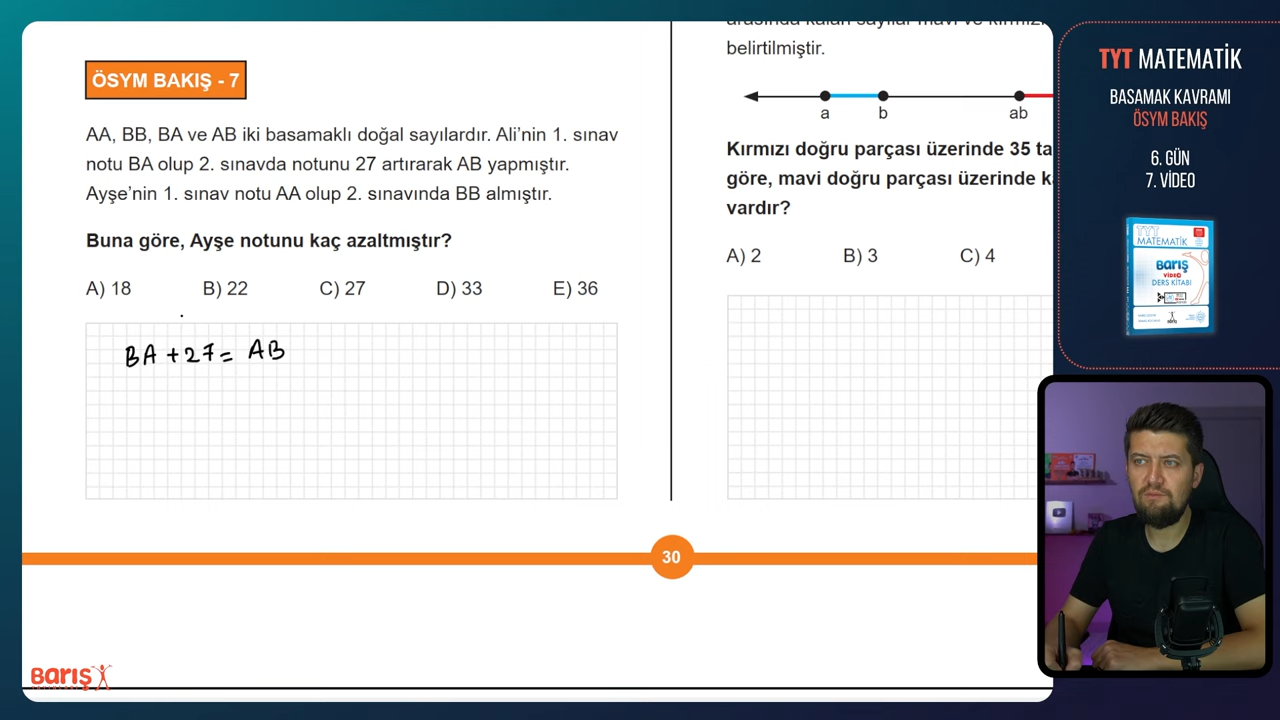 ÖSYM BAKIŞ - 7
AA, BB, BA ve AB iki basamaklı doğal sayılardır. Ali’nin 1. sınav
notu BA olup 2. sınavda notunu 27 artırarak AB yapmıştır.
Ayşe’nin 1. sınav notu AA olup 2. sınavında BB almıştır.
Buna göre, Ayşe notunu kaç azaltmıştır?
A) 18 B) 22 C) 27 D) 33 E) 36
BA + 27 = AB
belirtilmiştir.
a b ab
Kırmızı doğru parçası üzerinde 35 ta
göre, mavi doğru parçası üzerinde k
vardır?
A) 2 B) 3 C) 4
30
BARIŞ
TYT MATEMATİK
BASAMAK KAVRAMI
ÖSYM BAKIŞ
6. GÜN
7. VİDEO
TYT
MATEMATİK
BARIŞ
VİDEO
DERS KİTABI